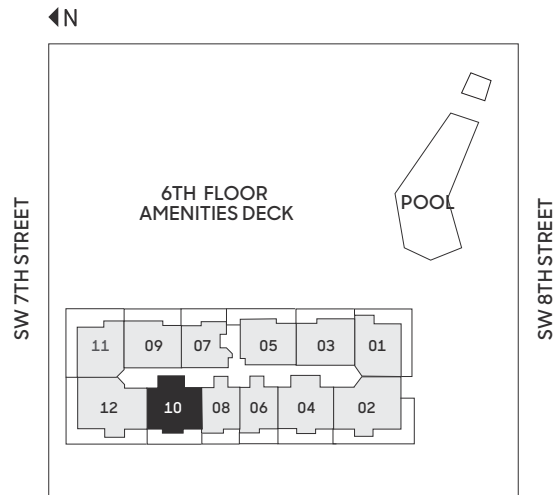 N
6TH FLOOR
AMENITIES DECK
POOL
SW 7TH STREET
SW 8TH STREET
11 09 07 05 03 01
12 10 08 06 04 02